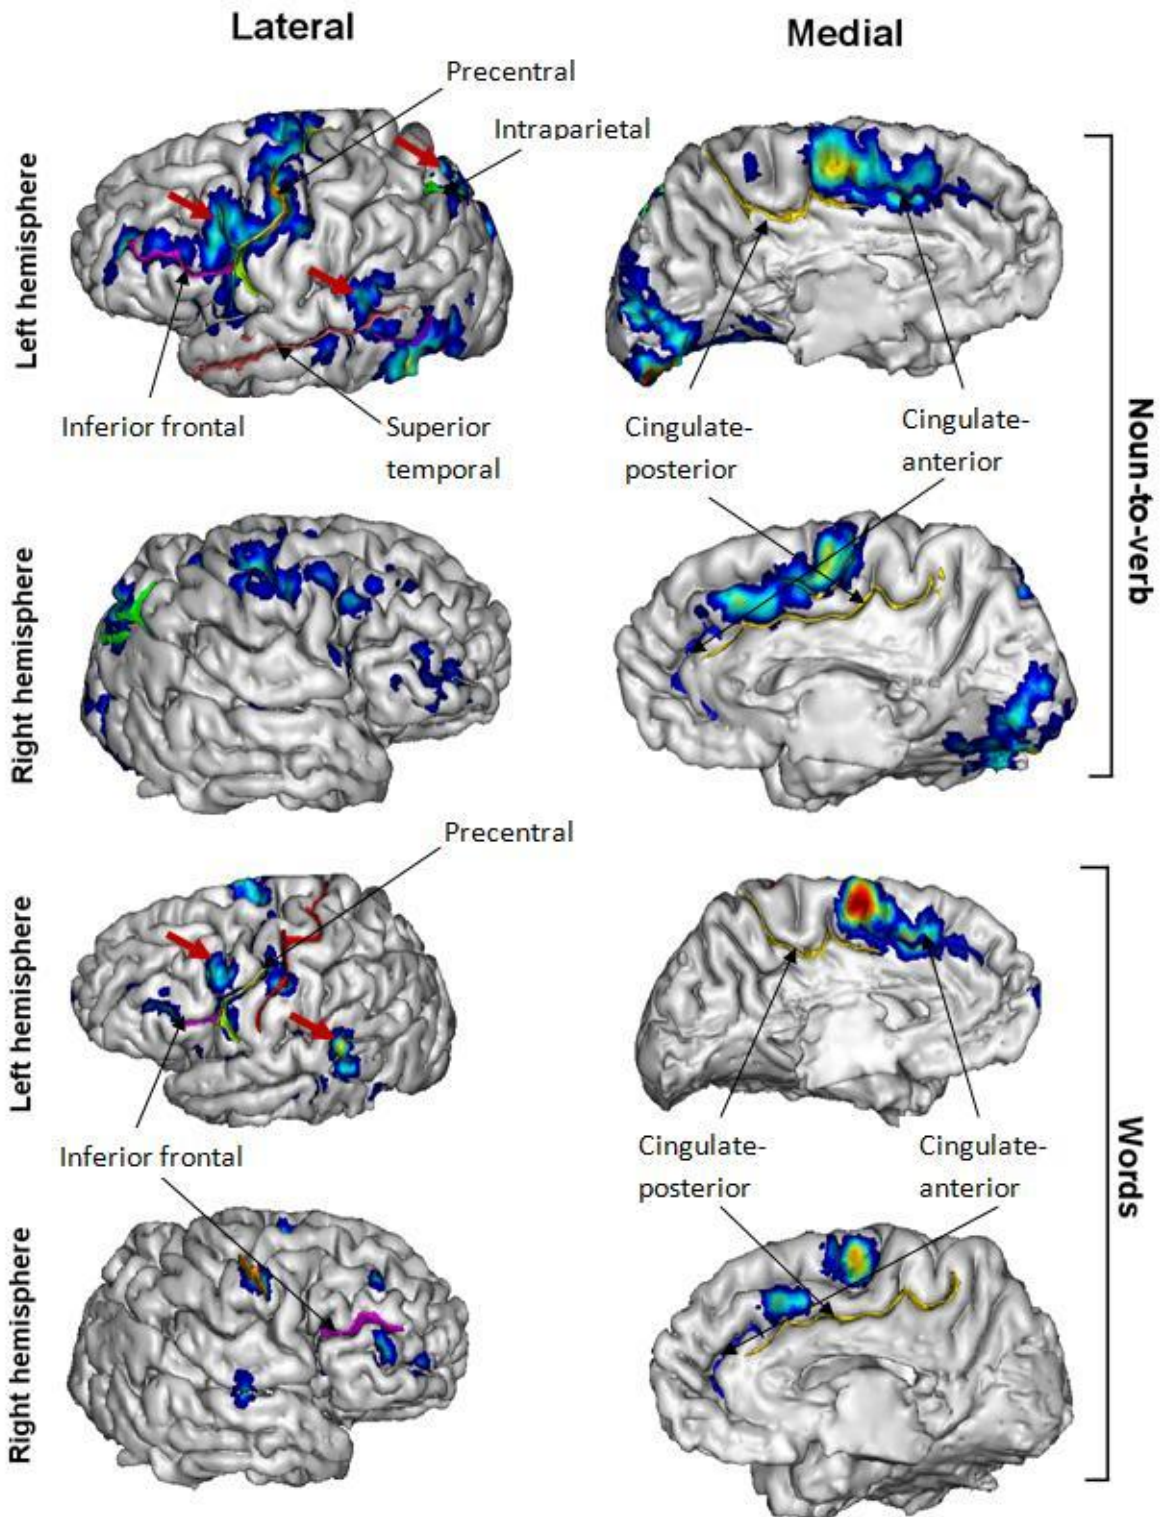 Lateral
Medial
Precentral
Intraparietal
Left hemisphere
Inferior frontal
Superior
temporal
Cingulate-
posterior
Cingulate-
anterior
Noun-to-verb
Right hemisphere
Precentral
Left hemisphere
Inferior frontal
Cingulate-
posterior
Cingulate-
anterior
Words
Right hemisphere